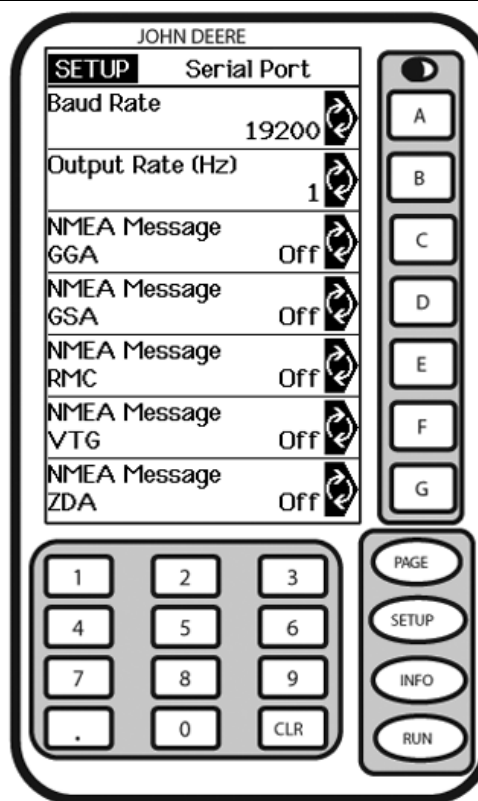 JOHN DEERE
SETUP Serial Port
Baud Rate
19200
Output Rate (Hz)
1
NMEA Message
GGA Off
NMEA Message
GSA Off
NMEA Message
RMC Off
NMEA Message
VTG Off
NMEA Message
ZDA Off
A
B
C
D
E
F
G
1 2 3
4 5 6
7 8 9
. 0 CLR
PAGE
SETUP
INFO
RUN